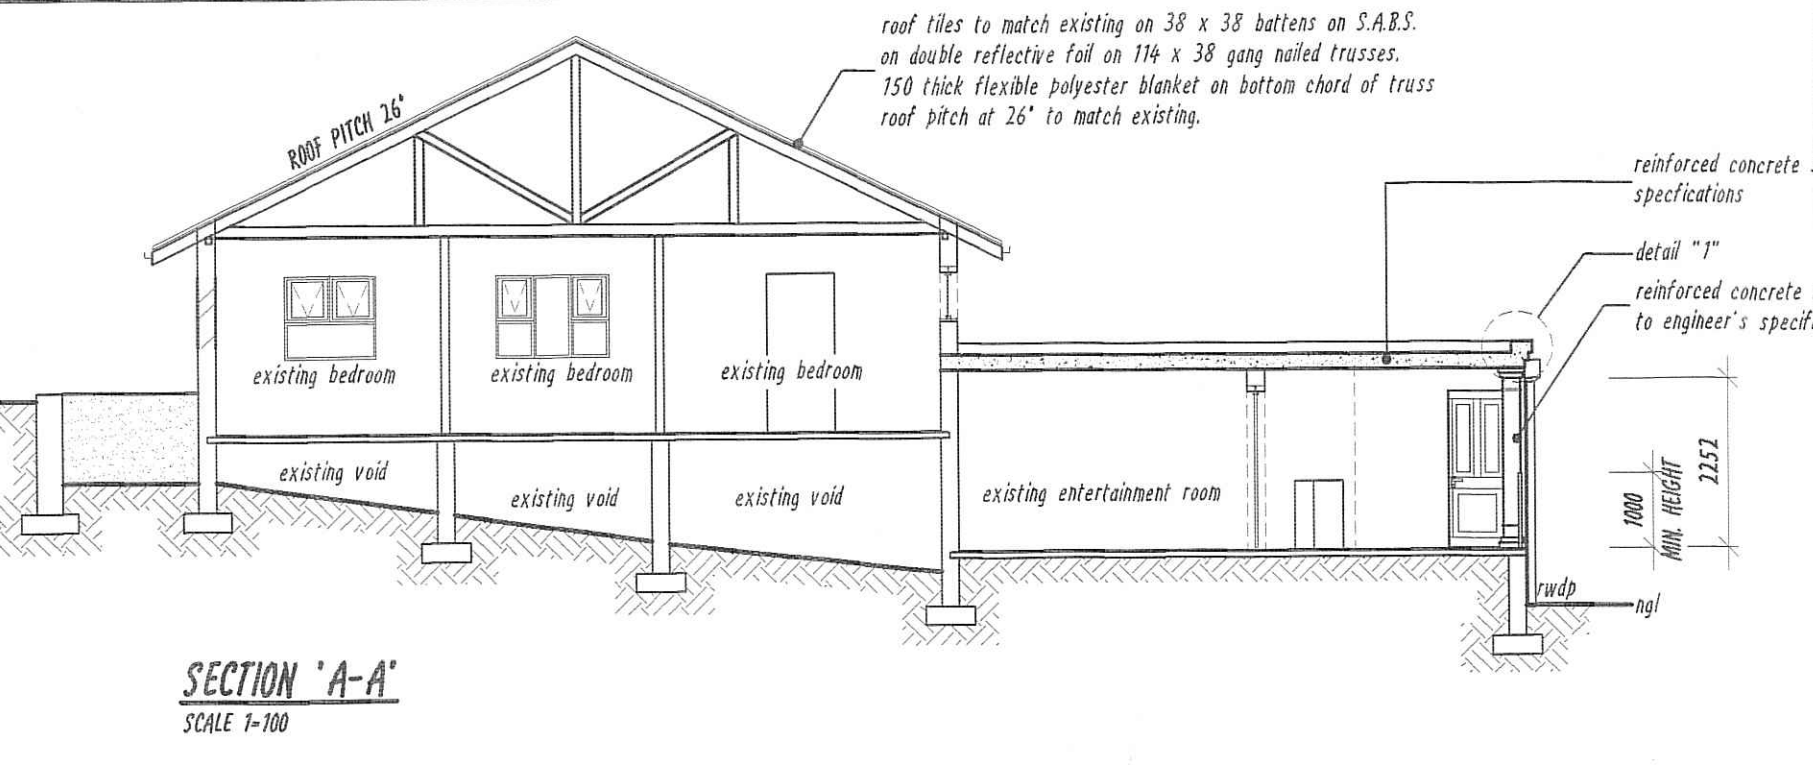 roof tiles to match existing on 38 x 38 battens on S.A.B.S.
on double reflective foil on 114 x 38 gang nailed trusses.
150 thick flexible polyester blanket on bottom chord of truss
roof pitch at 26° to match existing.
ROOF PITCH 26°
reinforced concrete
specfications
detail "1"
reinforced concrete
to engineer's specif
existing bedroom
existing bedroom
existing bedroom
existing void
existing void
existing void
existing entertainment room
1000
MIN. HEIGHT
2252
rwdp
ngl
SECTION 'A-A'
SCALE 1=100